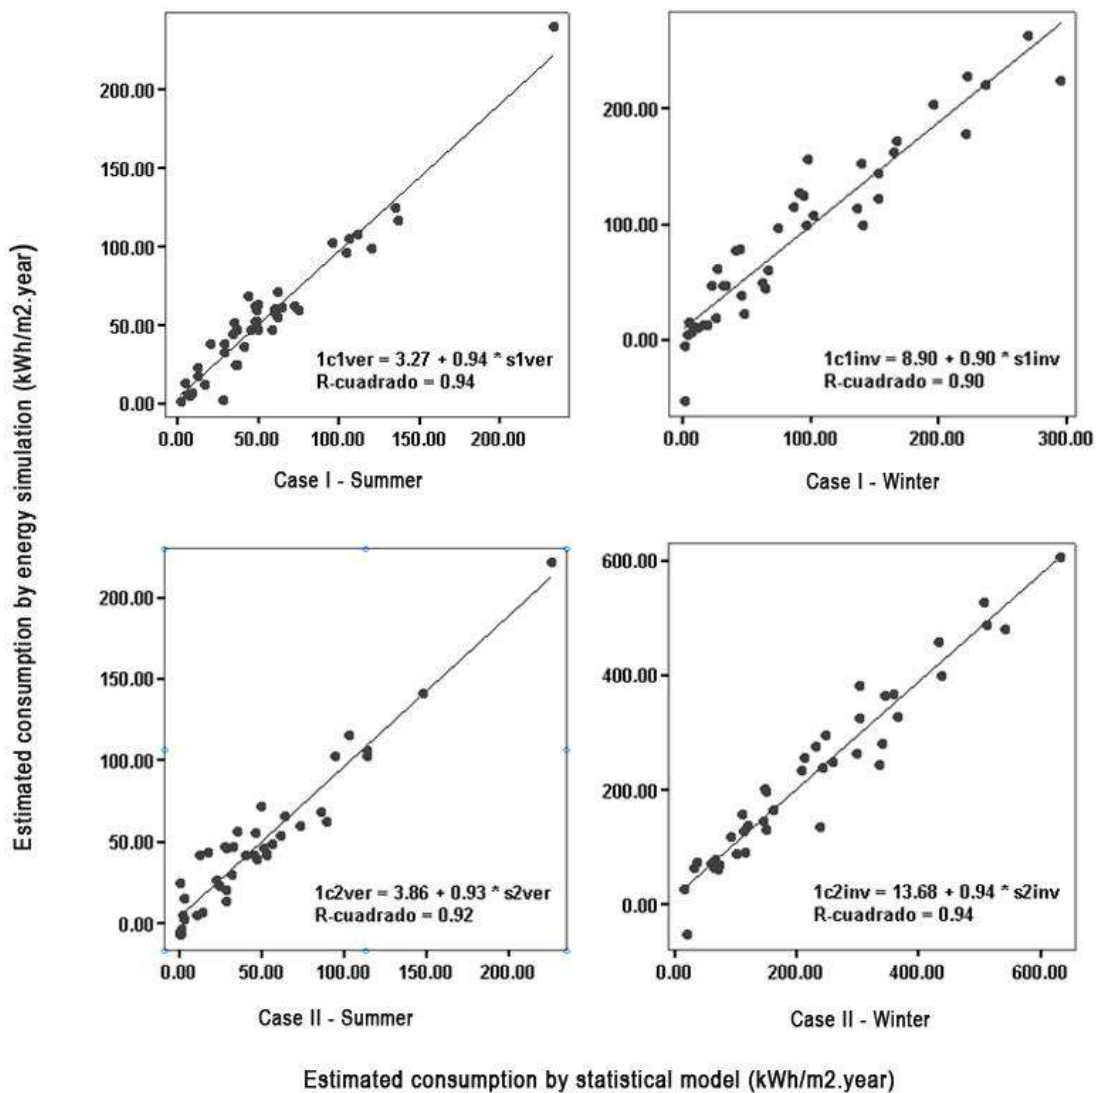 Estimated consumption by energy simulation (kWh/m2.year)
200.00
150.00
100.00
50.00
0.00
1c1ver = 3.27 + 0.94 * s1ver
R-cuadrado = 0.94
0.00 50.00 100.00 150.00 200.00
Case I - Summer
200.00
100.00
0.00
1c1inv = 8.90 + 0.90 * s1inv
R-cuadrado = 0.90
0.00 100.00 200.00 300.00
Case I - Winter
200.00
150.00
100.00
50.00
0.00
1c2ver = 3.86 + 0.93 * s2ver
R-cuadrado = 0.92
0.00 50.00 100.00 150.00 200.00
Case II - Summer
600.00
400.00
200.00
0.00
1c2inv = 13.68 + 0.94 * s2inv
R-cuadrado = 0.94
0.00 200.00 400.00 600.00
Case II - Winter
Estimated consumption by statistical model (kWh/m2.year)